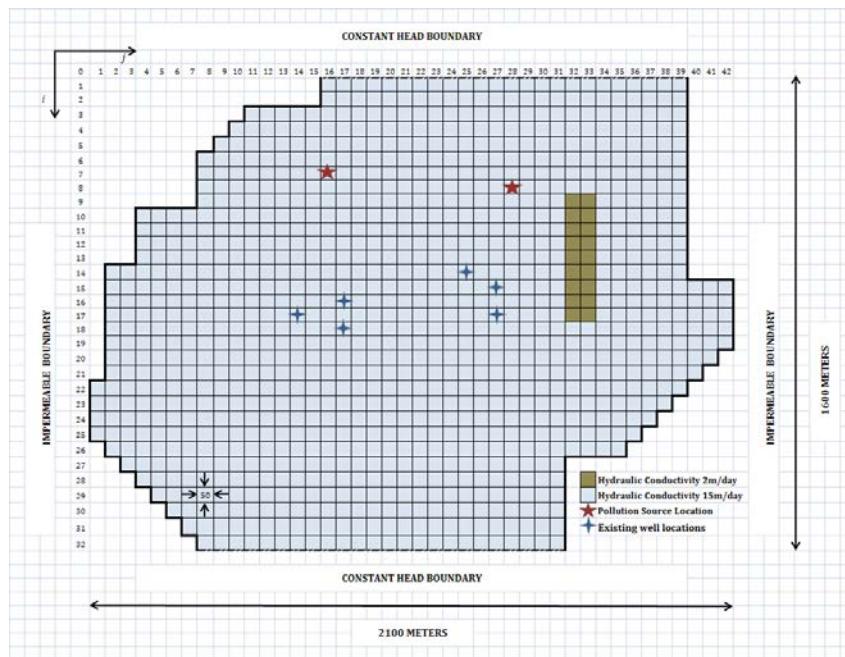 CONSTANT HEAD BOUNDARY
j
0 1 2 3 4 5 6 7 8 9 10 11 12 13 14 15 16 17 18 19 20 21 22 23 24 25 26 27 28 29 30 31 32 33 34 35 36 37 38 39 40 41 42
i
1
2
3
4
5
6
7
8
9
10
11
12
13
14
15
16
17
18
19
20
21
22
23
24
25
26
27
28
29
30
31
32
IMPERMEABLE BOUNDARY
50
IMPERMEABLE BOUNDARY
1600 METERS
Hydraulic Conductivity 2m/day
Hydraulic Conductivity 15m/day
Pollution Source Location
Existing well locations
CONSTANT HEAD BOUNDARY
2100 METERS